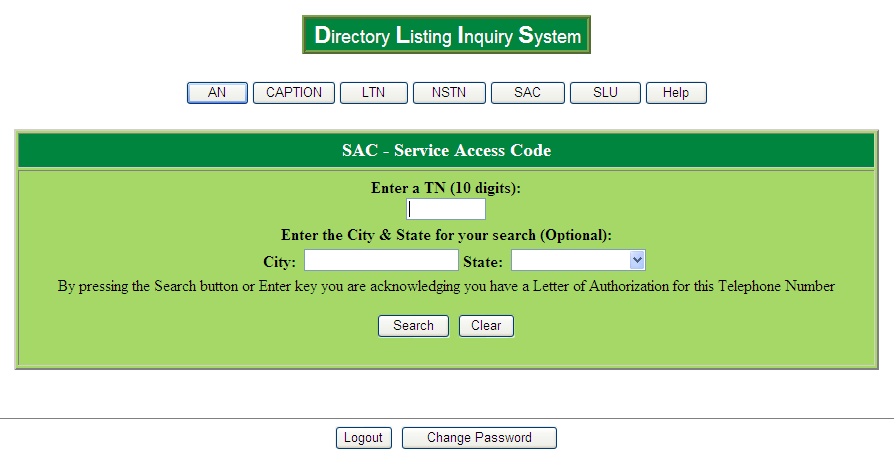 Directory Listing Inquiry System
AN CAPTION LTN NSTN SAC SLU Help
SAC - Service Access Code
Enter a TN (10 digits):
Enter the City & State for your search (Optional):
City: State:
By pressing the Search button or Enter key you are acknowledging you have a Letter of Authorization for this Telephone Number
Search Clear
Logout Change Password